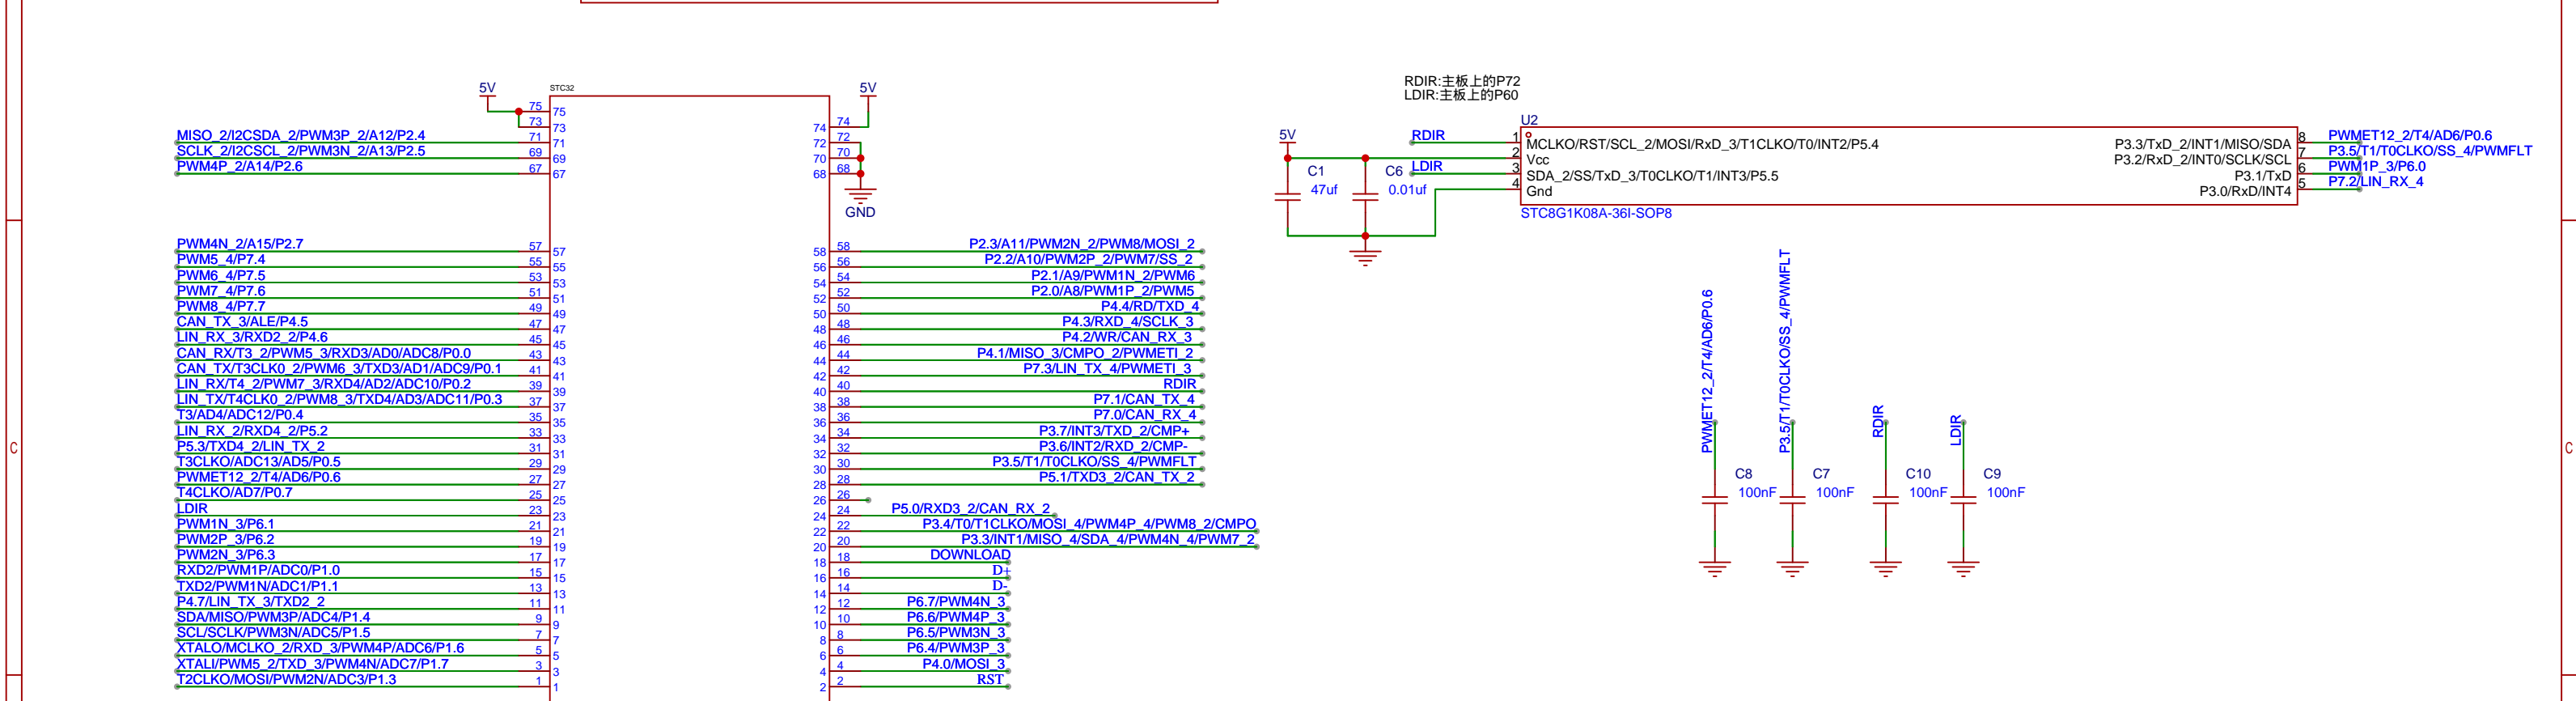 RDIR:主板上的P72
LDIR:主板上的P60
STC32
5V
5V
75 75
73 73
MISO_2/I2CSDA_2/PWM3P_2/A12/P2.4 71 71
SCLK_2/I2CSCL_2/PWM3N_2/A13/P2.5 69 69
PWM4P_2/A14/P2.6 67 67
74 74
72 72
70 70
68 68
GND
PWM4N_2/A15/P2.7 57 57
PWM5_4/P7.4 55 55
PWM6_4/P7.5 53 53
PWM7_4/P7.6 51 51
PWM8_4/P7.7 49 49
CAN_TX_3/ALE/P4.5 47 47
LIN_RX_3/RXD2_2/P4.6 45 45
CAN_RX/T3_2/PWM5_3/RXD3/AD0/ADC8/P0.0 43 43
CAN_TX/T3CLK0_2/PWM6_3/TXD3/AD1/ADC9/P0.1 41 41
LIN_RX/T4_2/PWM7_3/RXD4/AD2/ADC10/P0.2 39 39
LIN_TX/T4CLK0_2/PWM8_3/TXD4/AD3/ADC11/P0.3 37 37
T3/AD4/ADC12/P0.4 35 35
LIN_RX_2/RXD4_2/P5.2 33 33
P5.3/TXD4_2/LIN_TX_2 31 31
T3CLKO/ADC13/AD5/P0.5 29 29
PWMET12_2/T4/AD6/P0.6 27 27
T4CLKO/AD7/P0.7 25 25
LDIR 23 23
PWM1N_3/P6.1 21 21
PWM2P_3/P6.2 19 19
PWM2N_3/P6.3 17 17
RXD2/PWM1P/ADC0/P1.0 15 15
TXD2/PWM1N/ADC1/P1.1 13 13
P4.7/LIN_TX_3/TXD2_2 11 11
SDA/MISO/PWM3P/ADC4/P1.4 9 9
SCL/SCLK/PWM3N/ADC5/P1.5 7 7
XTALO/MCLKO_2/RXD_3/PWM4P/ADC6/P1.6 5 5
XTALI/PWM5_2/TXD_3/PWM4N/ADC7/P1.7 3 3
T2CLKO/MOSI/PWM2N/ADC3/P1.3 1 1
58 58 P2.3/A11/PWM2N_2/PWM8/MOSI_2
56 56 P2.2/A10/PWM2P_2/PWM7/SS_2
54 54 P2.1/A9/PWM1N_2/PWM6
52 52 P2.0/A8/PWM1P_2/PWM5
50 50 P4.4/RD/TXD_4
48 48 P4.3/RXD_4/SCLK_3
46 46 P4.2/WR/CAN_RX_3
44 44 P4.1/MISO_3/CMPO_2/PWMETI_2
42 42 P7.3/LIN_TX_4/PWMETI_3
40 40 RDIR
38 38 P7.1/CAN_TX_4
36 36 P7.0/CAN_RX_4
34 34 P3.7/INT3/TXD_2/CMP+
32 32 P3.6/INT2/RXD_2/CMP-
30 30 P3.5/T1/T0CLKO/SS_4/PWMFLT
28 28 P5.1/TXD3_2/CAN_TX_2
26 26
24 24 P5.0/RXD3_2/CAN_RX_2
22 22 P3.4/T0/T1CLKO/MOSI_4/PWM4P_4/PWM8_2/CMPO
20 20 P3.3/INT1/MISO_4/SDA_4/PWM4N_4/PWM7_2
18 18 DOWNLOAD
16 16 D+
14 14 D-
12 12 P6.7/PWM4N_3
10 10 P6.6/PWM4P_3
8 8 P6.5/PWM3N_3
6 6 P6.4/PWM3P_3
4 4 P4.0/MOSI_3
2 2 RST
U2
5V
RDIR 1 MCLKO/RST/SCL_2/MOSI/RxD_3/T1CLKO/T0/INT2/P5.4
2 Vcc
LDIR 3 SDA_2/SS/TxD_3/T0CLKO/T1/INT3/P5.5
4 Gnd
P3.3/TxD_2/INT1/MISO/SDA 8 PWMET12_2/T4/AD6/P0.6
P3.2/RxD_2/INT0/SCLK/SCL 7 P3.5/T1/T0CLKO/SS_4/PWMFLT
P3.1/TxD 6 PWM1P_3/P6.0
P3.0/RxD/INT4 5 P7.2/LIN_RX_4
STC8G1K08A-36I-SOP8
C1
47uf
C6
0.01uf
PWMET12_2/T4/AD6/P0.6
P3.5/T1/T0CLKO/SS_4/PWMFLT
RDIR
LDIR
C8
100nF
C7
100nF
C10
100nF
C9
100nF
C
C